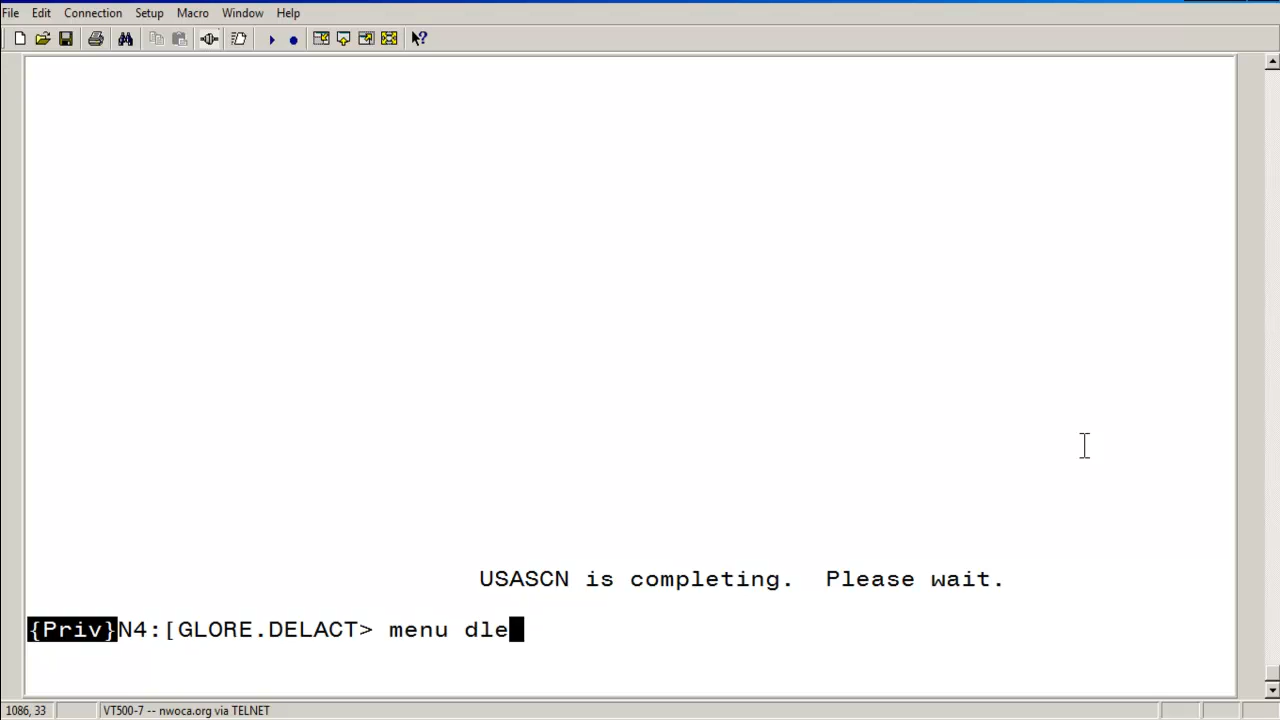 File Edit Connection Setup Macro Window Help
USASCN is completing. Please wait.
{Priv}N4:[GLORE.DELACT> menu dle
1086, 33 VT500-7 -- nwoca.org via TELNET